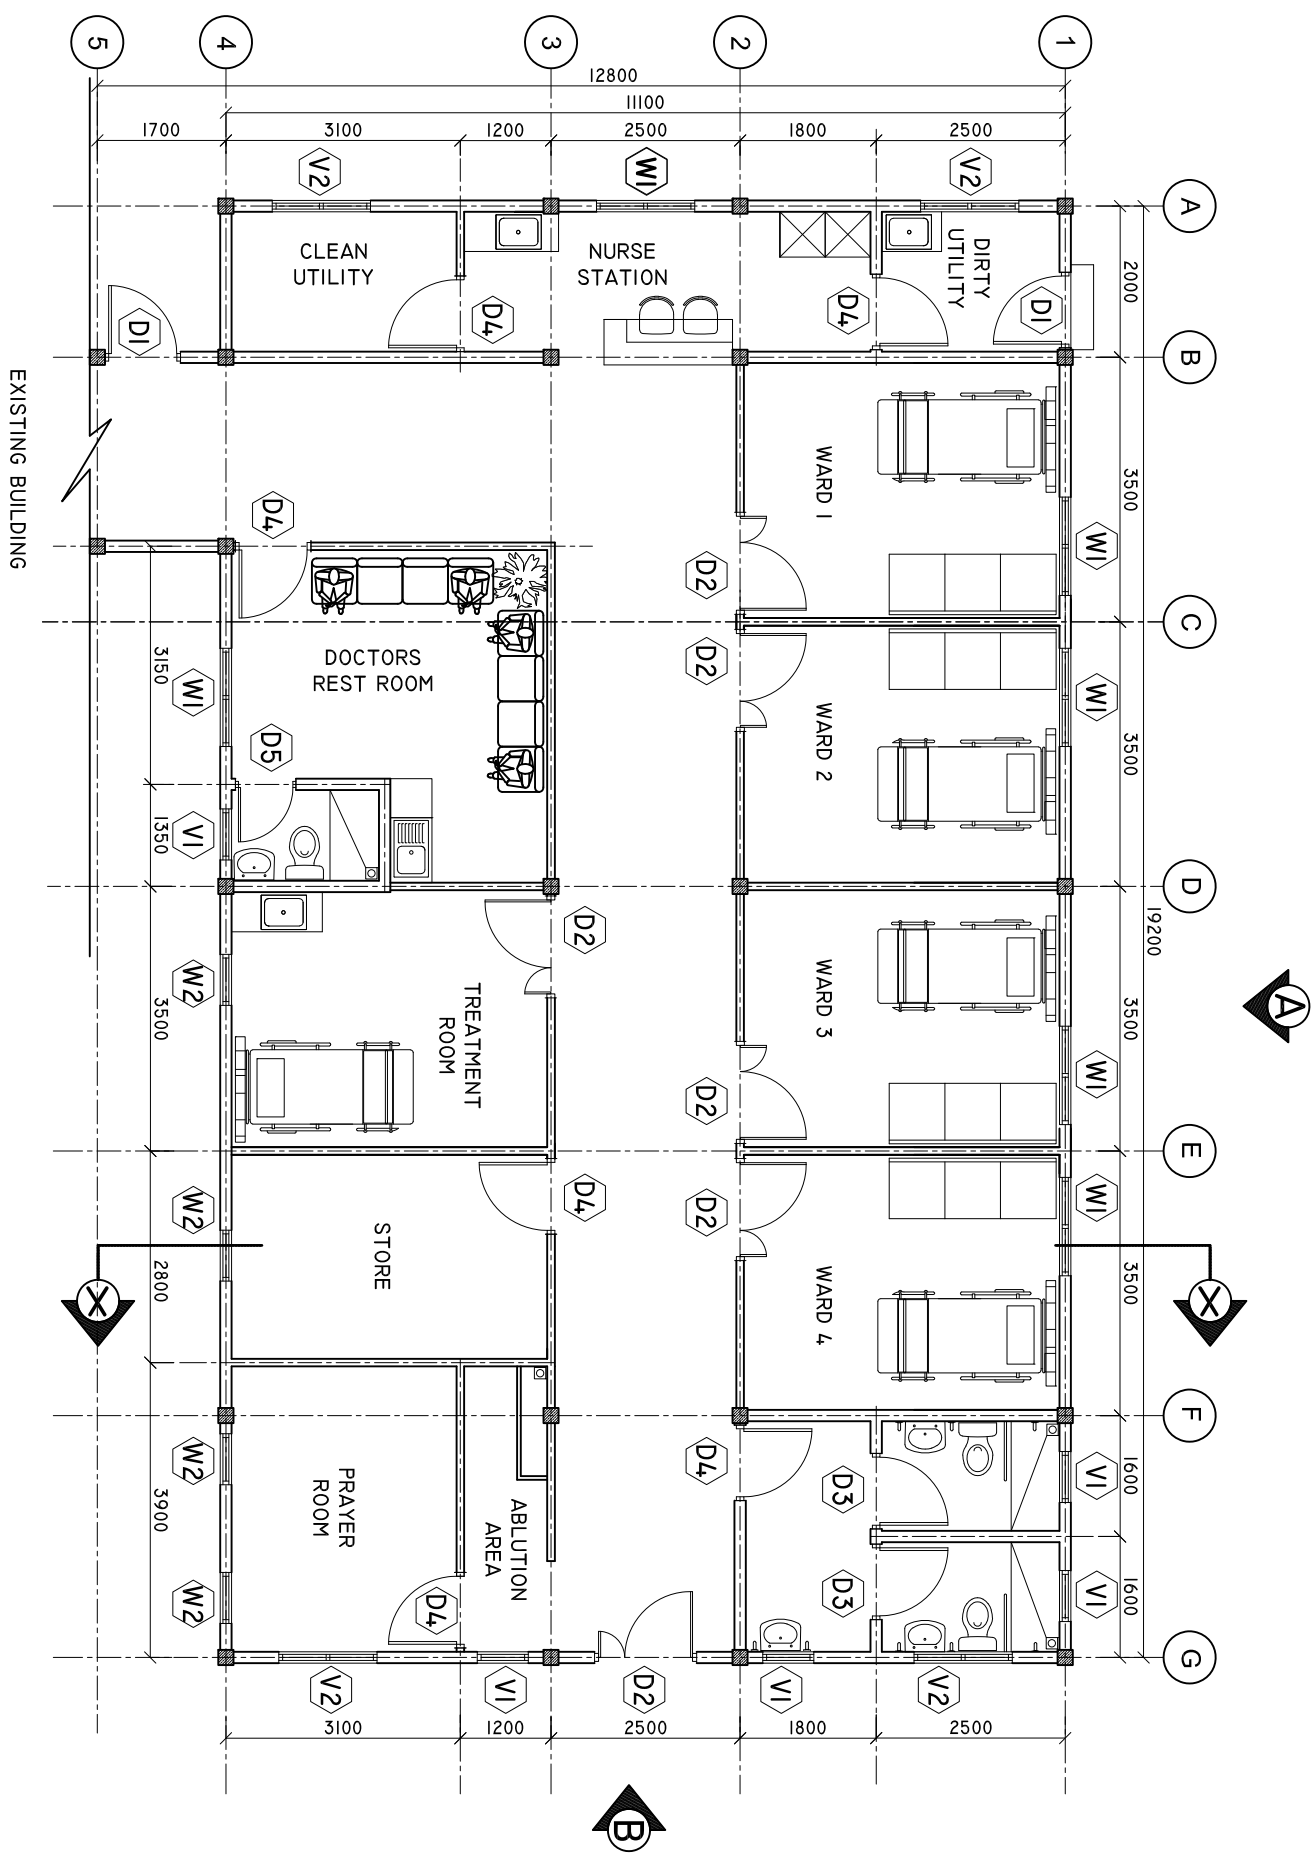 5
4
3
2
1
12800
11100
1700
3100
1200
2500
1800
2500
V2
W1
V2
A
CLEAN
UTILITY
NURSE
STATION
DIRTY
UTILITY
2000
D1
D4
D4
D1
B
EXISTING BUILDING
WARD 1
3500
D4
D2
W1
C
3150
W1
DOCTORS
REST ROOM
D2
W1
D5
WARD 2
3500
1350
V1
D
D2
19200
W2
3500
TREATMENT
ROOM
WARD 3
3500
A
D2
W1
E
W2
D4
D2
W1
STORE
2800
WARD 4
3500
X
X
F
W2
D4
D3
V1
1600
3900
PRAYER
ROOM
ABLUTION
AREA
W2
D4
D3
V1
1600
G
V2
V1
D2
V1
V2
3100
1200
2500
1800
2500
B